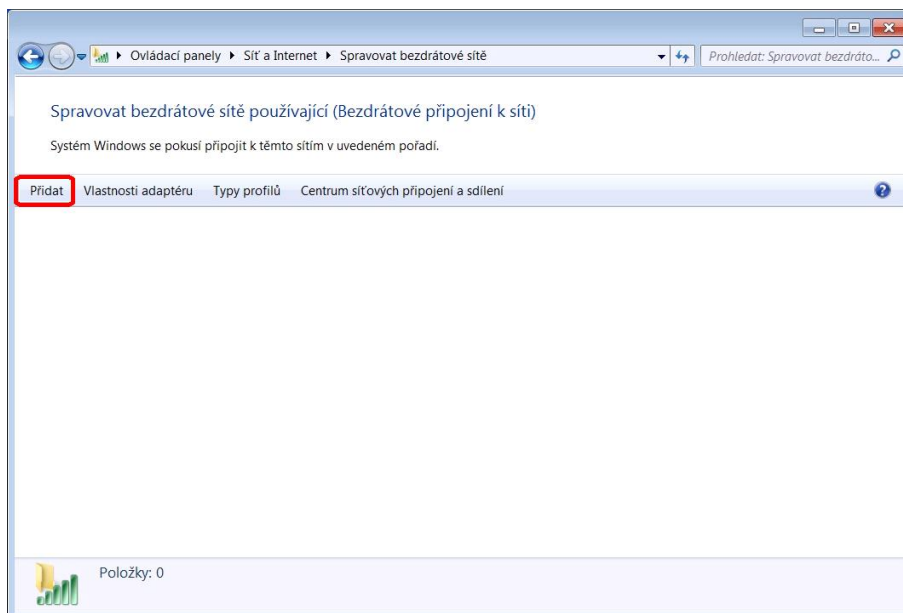 Ovládací panely ▸ Síť a Internet ▸ Spravovat bezdrátové sítě
Prohledat: Spravovat bezdráto...
Spravovat bezdrátové sítě používající (Bezdrátové připojení k síti)
Systém Windows se pokusí připojit k těmto sítím v uvedeném pořadí.
Přidat Vlastnosti adaptéru Typy profilů Centrum síťových připojení a sdílení
Položky: 0